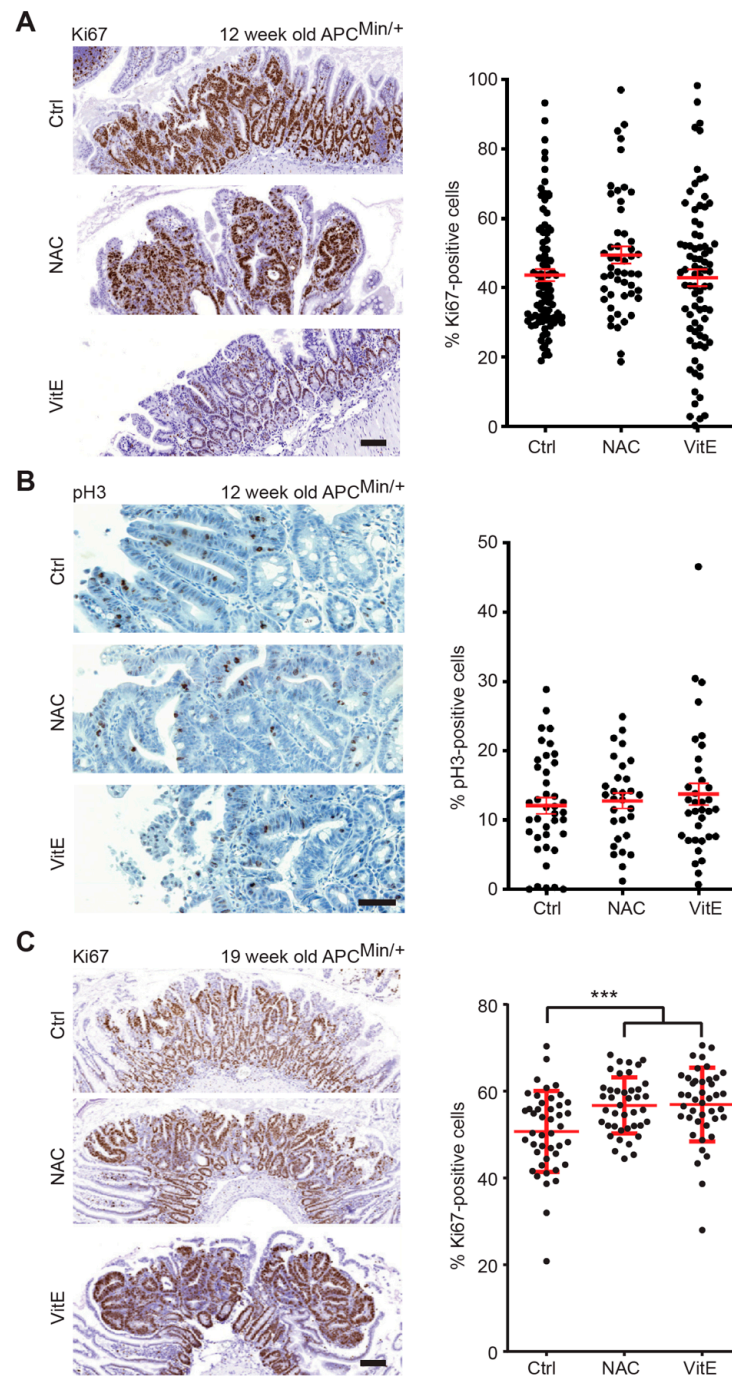 A
Ki67 12 week old APCMin/+
Ctrl
NAC
VitE
% Ki67-positive cells
100
80
60
40
20
0
Ctrl NAC VitE
B
pH3 12 week old APCMin/+
Ctrl
NAC
VitE
% pH3-positive cells
50
40
30
20
10
0
Ctrl NAC VitE
C
Ki67 19 week old APCMin/+
Ctrl
NAC
VitE
% Ki67-positive cells
80
60
40
20
0
***
Ctrl NAC VitE